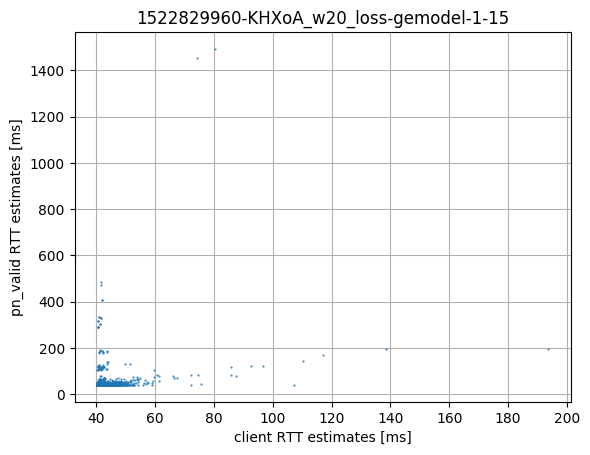 1522829960-KHXoA_w20_loss-gemodel-1-15
pn_valid RTT estimates [ms]
1400
1200
1000
800
600
400
200
0
40 60 80 100 120 140 160 180 200
client RTT estimates [ms]